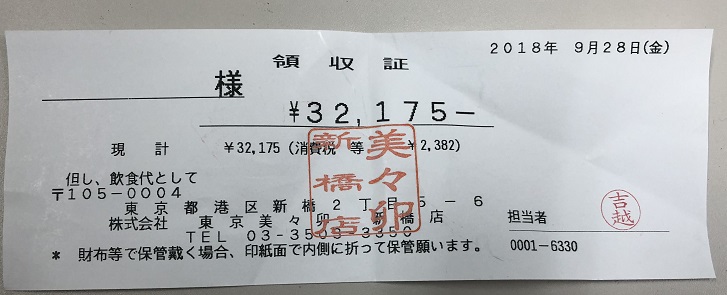 2018年 9月28日(金)
領収証
様
¥32,175−
現 計 ¥32,175 (消費税 等 ¥2,382)
但し、飲食代として
〒105−0004
東京都港区新橋2丁目5−6
株式会社 東京美々卯 新橋店
TEL 03−3505−3350
担当者
吉越
0001−6330
* 財布等で保管戴く場合、印紙面で内側に折って保管願います。
美々卯
新橋店